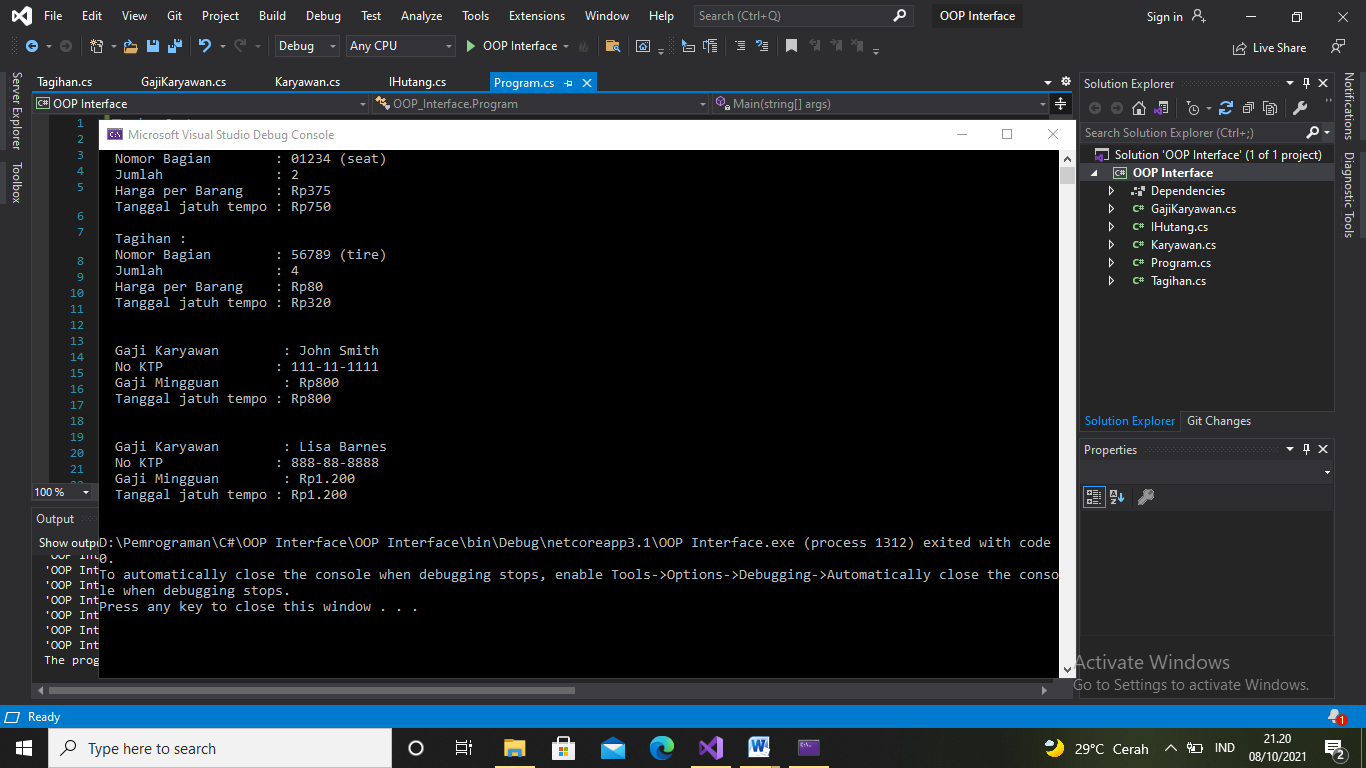 File Edit View Git Project Build Debug Test Analyze Tools Extensions Window Help Search (Ctrl+Q) OOP Interface Sign in
Debug Any CPU OOP Interface Live Share
Server Explorer
Toolbox
Tagihan.cs GajiKaryawan.cs Karyawan.cs IHutang.cs Program.cs
C# OOP Interface OOP_Interface.Program Main(string[] args)
1
2
3
4
5
6
7
8
9
10
11
12
13
14
15
16
17
18
19
20
21
100 %
Microsoft Visual Studio Debug Console
Nomor Bagian : 01234 (seat)
Jumlah : 2
Harga per Barang : Rp375
Tanggal jatuh tempo : Rp750
Tagihan :
Nomor Bagian : 56789 (tire)
Jumlah : 4
Harga per Barang : Rp80
Tanggal jatuh tempo : Rp320
Gaji Karyawan : John Smith
No KTP : 111-11-1111
Gaji Mingguan : Rp800
Tanggal jatuh tempo : Rp800
Gaji Karyawan : Lisa Barnes
No KTP : 888-88-8888
Gaji Mingguan : Rp1.200
Tanggal jatuh tempo : Rp1.200
D:\Pemrograman\C#\OOP Interface\OOP Interface\bin\Debug\netcoreapp3.1\OOP Interface.exe (process 1312) exited with code
0.
To automatically close the console when debugging stops, enable Tools->Options->Debugging->Automatically close the conso
le when debugging stops.
Press any key to close this window . . .
Output
Show outpu
'OOP Int
'OOP Int
'OOP Int
'OOP Int
'OOP Int
'OOP Int
'OOP Int
The prog
Solution Explorer
Search Solution Explorer (Ctrl+;)
Solution 'OOP Interface' (1 of 1 project)
C# OOP Interface
Dependencies
C# GajiKaryawan.cs
C# IHutang.cs
C# Karyawan.cs
C# Program.cs
C# Tagihan.cs
Solution Explorer Git Changes
Properties
Notifications
Diagnostic Tools
Activate Windows
Go to Settings to activate Windows.
Ready 1
Type here to search 29°C Cerah IND 21.20
08/10/2021 2